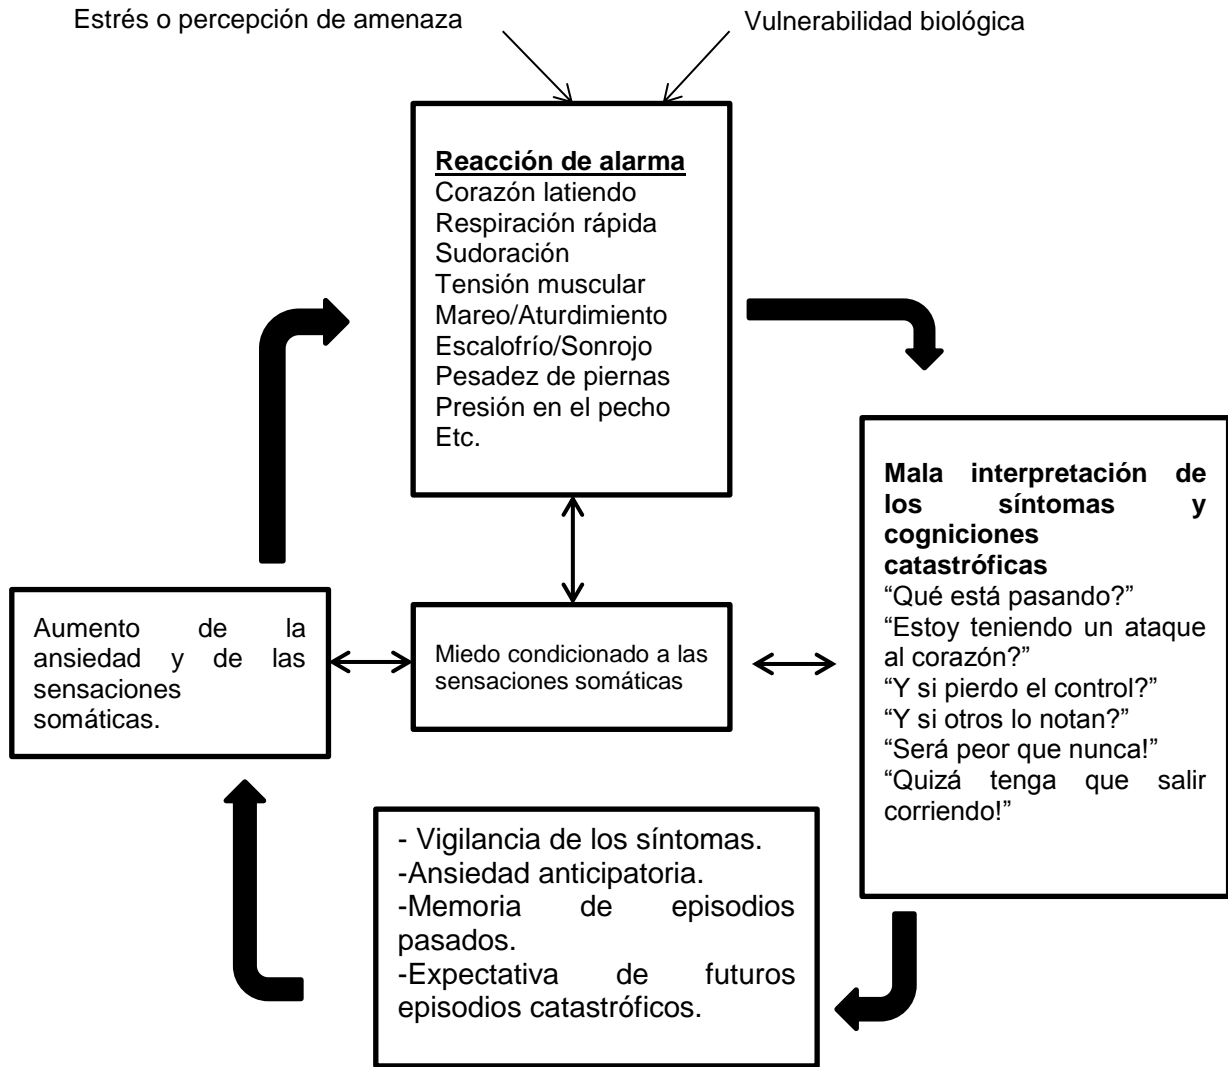 Estrés o percepción de amenaza
Vulnerabilidad biológica
Reacción de alarma
Corazón latiendo
Respiración rápida
Sudoración
Tensión muscular
Mareo/Aturdimiento
Escalofrío/Sonrojo
Pesadez de piernas
Presión en el pecho
Etc.
Mala interpretación de
los síntomas y
cogniciones
catastróficas
“Qué está pasando?”
“Estoy teniendo un ataque
al corazón?”
“Y si pierdo el control?”
“Y si otros lo notan?”
“Será peor que nunca!”
“Quizá tenga que salir
corriendo!”
Aumento de la
ansiedad y de las
sensaciones
somáticas.
Miedo condicionado a las
sensaciones somáticas
- Vigilancia de los síntomas.
-Ansiedad anticipatoria.
-Memoria de episodios
pasados.
-Expectativa de futuros
episodios catastróficos.